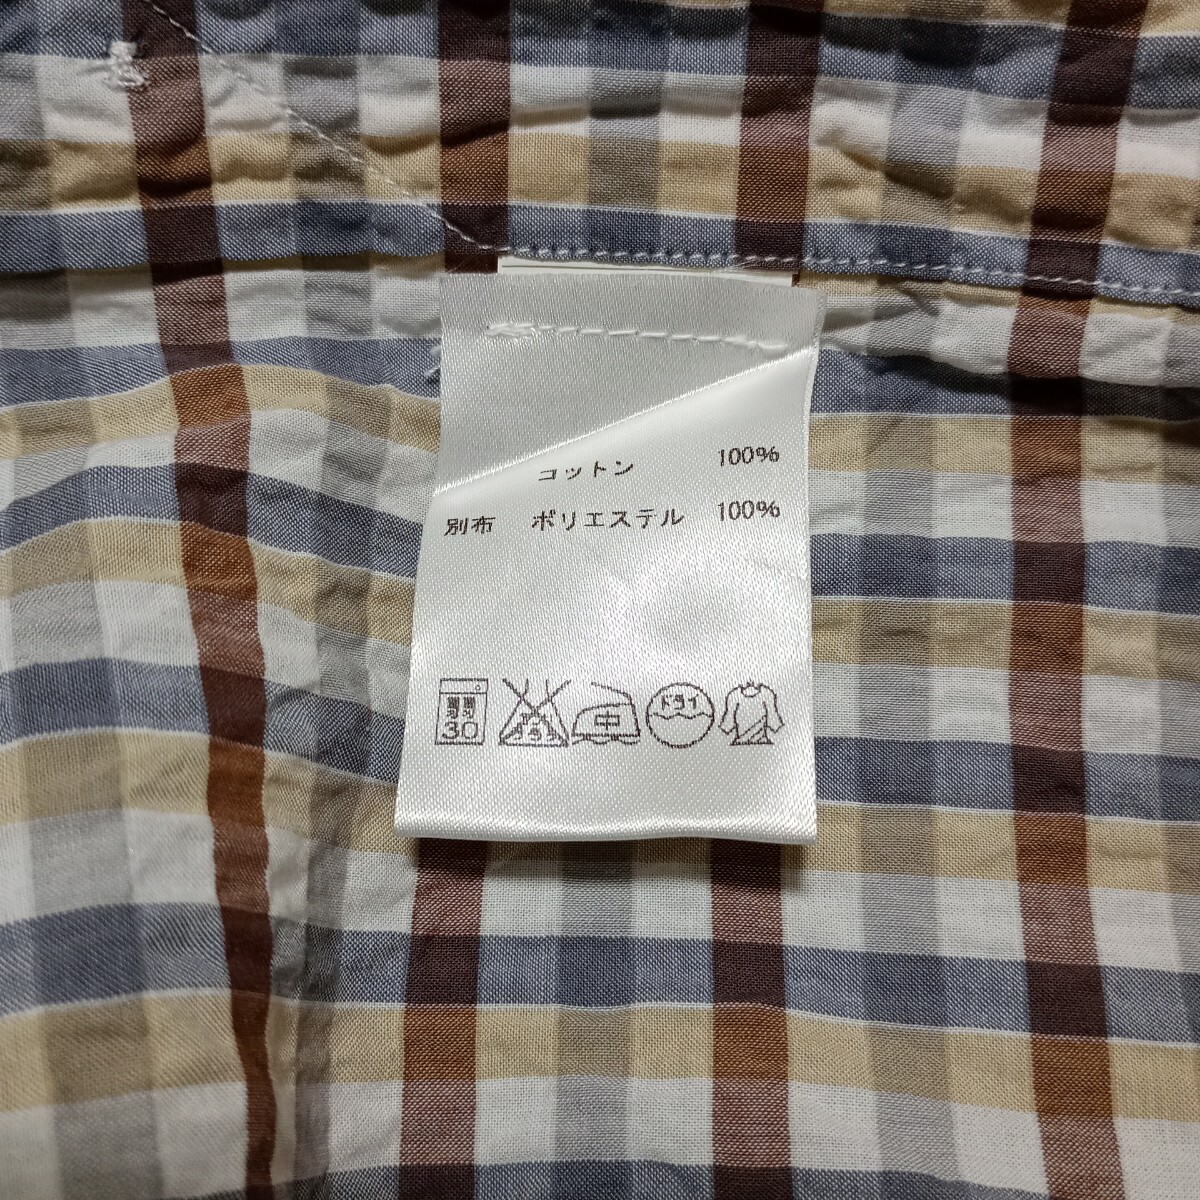 コットン 100%
別布 ポリエステル 100%
30 中 ドライ